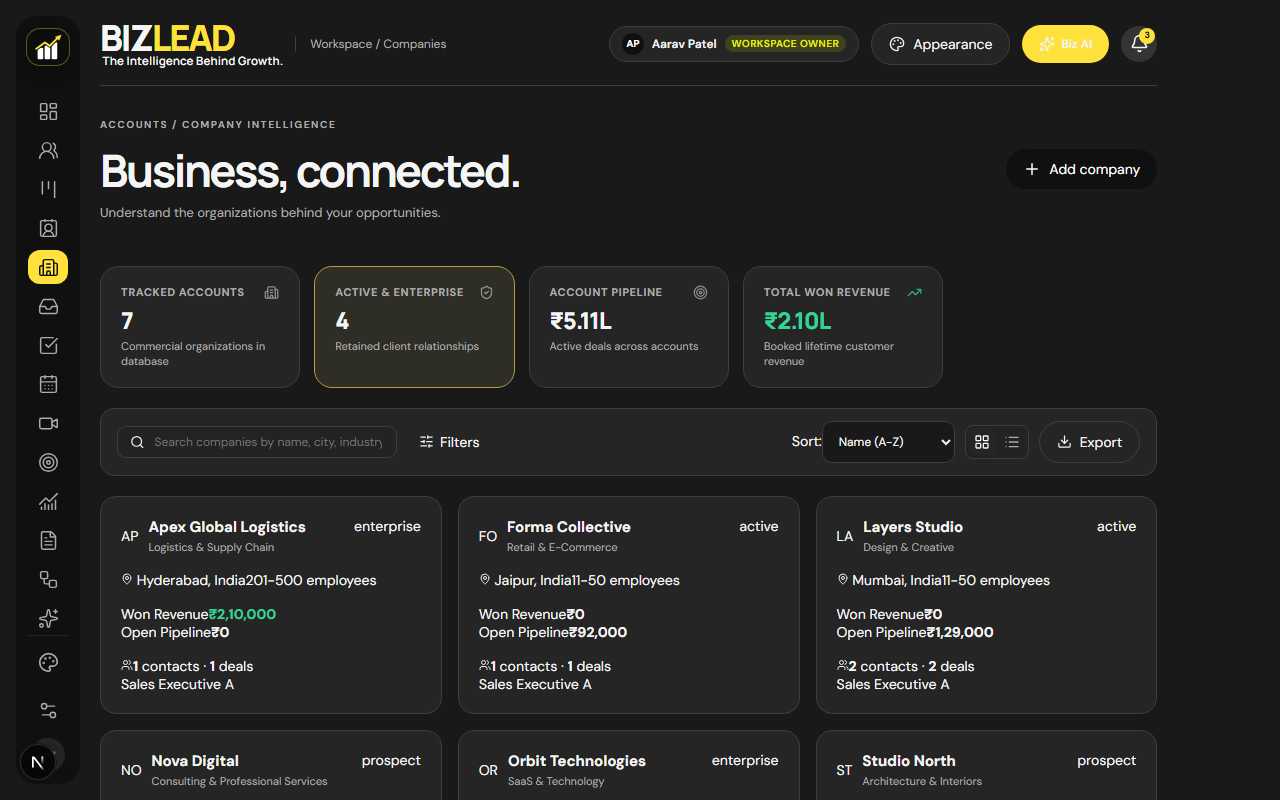 BIZLEAD
The Intelligence Behind Growth.
Workspace / Companies
AP Aarav Patel WORKSPACE OWNER
Appearance
Biz AI
3
ACCOUNTS / COMPANY INTELLIGENCE
Business, connected.
Add company
Understand the organizations behind your opportunities.
TRACKED ACCOUNTS
7
Commercial organizations in
database
ACTIVE & ENTERPRISE
4
Retained client relationships
ACCOUNT PIPELINE
₹5.11L
Active deals across accounts
TOTAL WON REVENUE
₹2.10L
Booked lifetime customer
revenue
Search companies by name, city, industry
Filters
Sort: Name (A-Z)
Export
AP Apex Global Logistics enterprise
Logistics & Supply Chain
Hyderabad, India201-500 employees
Won Revenue₹2,10,000
Open Pipeline₹0
1 contacts · 1 deals
Sales Executive A
FO Forma Collective active
Retail & E-Commerce
Jaipur, India11-50 employees
Won Revenue₹0
Open Pipeline₹92,000
1 contacts · 1 deals
Sales Executive A
LA Layers Studio active
Design & Creative
Mumbai, India11-50 employees
Won Revenue₹0
Open Pipeline₹1,29,000
2 contacts · 2 deals
Sales Executive A
NO Nova Digital prospect
Consulting & Professional Services
OR Orbit Technologies enterprise
SaaS & Technology
ST Studio North prospect
Architecture & Interiors
N